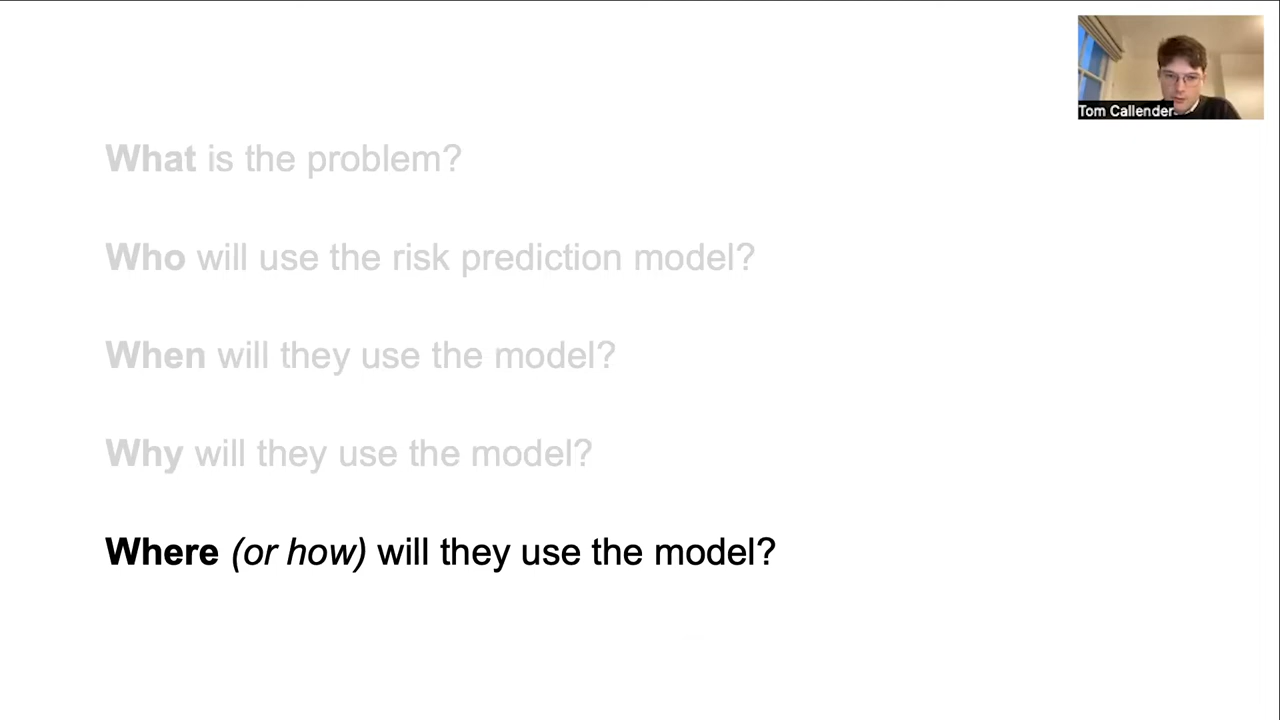 Tom Callender
What is the problem?
Who will use the risk prediction model?
When will they use the model?
Why will they use the model?
Where (or how) will they use the model?